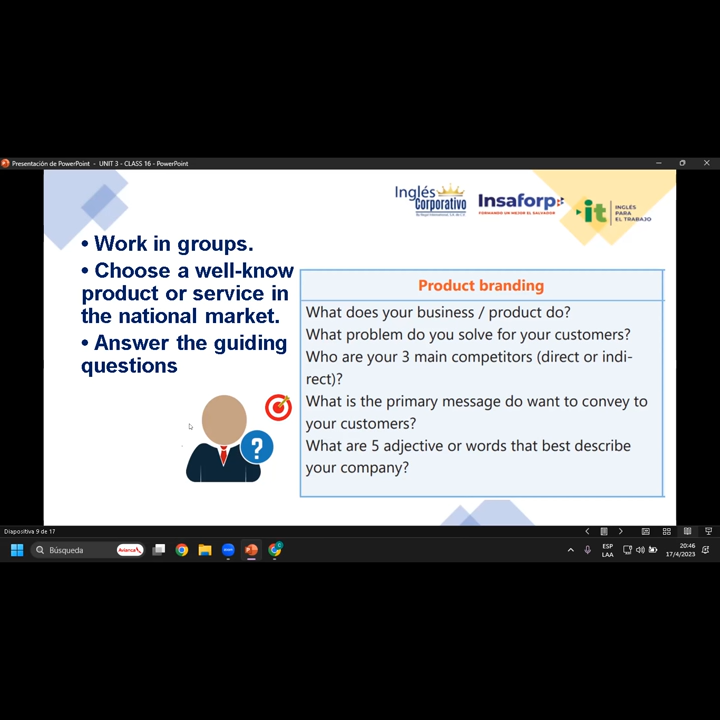 Presentación de PowerPoint - UNIT 3 - CLASS 16 - PowerPoint
Inglés
Corporativo
Insaforp
FORMANDO UN MEJOR EL SALVADOR
it
INGLÉS
PARA
EL TRABAJO
• Work in groups.
• Choose a well-know
product or service in
the national market.
• Answer the guiding
questions
Product branding
What does your business / product do?
What problem do you solve for your customers?
Who are your 3 main competitors (direct or indi-
rect)?
What is the primary message do want to convey to
your customers?
What are 5 adjective or words that best describe
your company?
?
Diapositiva 9 de 17
Búsqueda
Avianca
ESP
LAA
20:46
17/4/2023